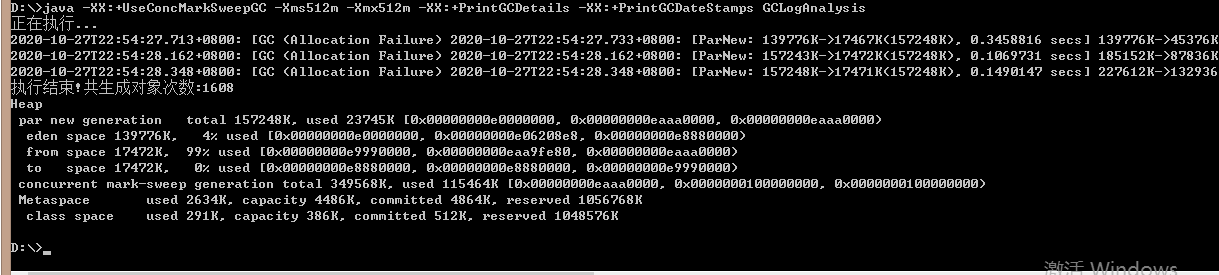 D:\>java -XX:+UseConcMarkSweepGC -Xms512m -Xmx512m -XX:+PrintGCDetails -XX:+PrintGCDateStamps GCLogAnalysis
正在执行...
2020-10-27T22:54:27.713+0800: [GC (Allocation Failure) 2020-10-27T22:54:27.733+0800: [ParNew: 139776K->17467K(157248K), 0.3458816 secs] 139776K->45376K
2020-10-27T22:54:28.162+0800: [GC (Allocation Failure) 2020-10-27T22:54:28.162+0800: [ParNew: 157243K->17472K(157248K), 0.1069731 secs] 185152K->87836K
2020-10-27T22:54:28.348+0800: [GC (Allocation Failure) 2020-10-27T22:54:28.348+0800: [ParNew: 157248K->17471K(157248K), 0.1490147 secs] 227612K->132936
执行结束!共生成对象次数:1608
Heap
 par new generation   total 157248K, used 23745K [0x00000000e0000000, 0x00000000eaaa0000, 0x00000000eaaa0000)
  eden space 139776K,   4% used [0x00000000e0000000, 0x00000000e06208e8, 0x00000000e8880000)
  from space 17472K,  99% used [0x00000000e9990000, 0x00000000eaa9fe80, 0x00000000eaaa0000)
  to   space 17472K,   0% used [0x00000000e8880000, 0x00000000e8880000, 0x00000000e9990000)
 concurrent mark-sweep generation total 349568K, used 115464K [0x00000000eaaa0000, 0x0000000100000000, 0x0000000100000000)
 Metaspace       used 2634K, capacity 4486K, committed 4864K, reserved 1056768K
  class space    used 291K, capacity 386K, committed 512K, reserved 1048576K
D:\>_
激活 Windows